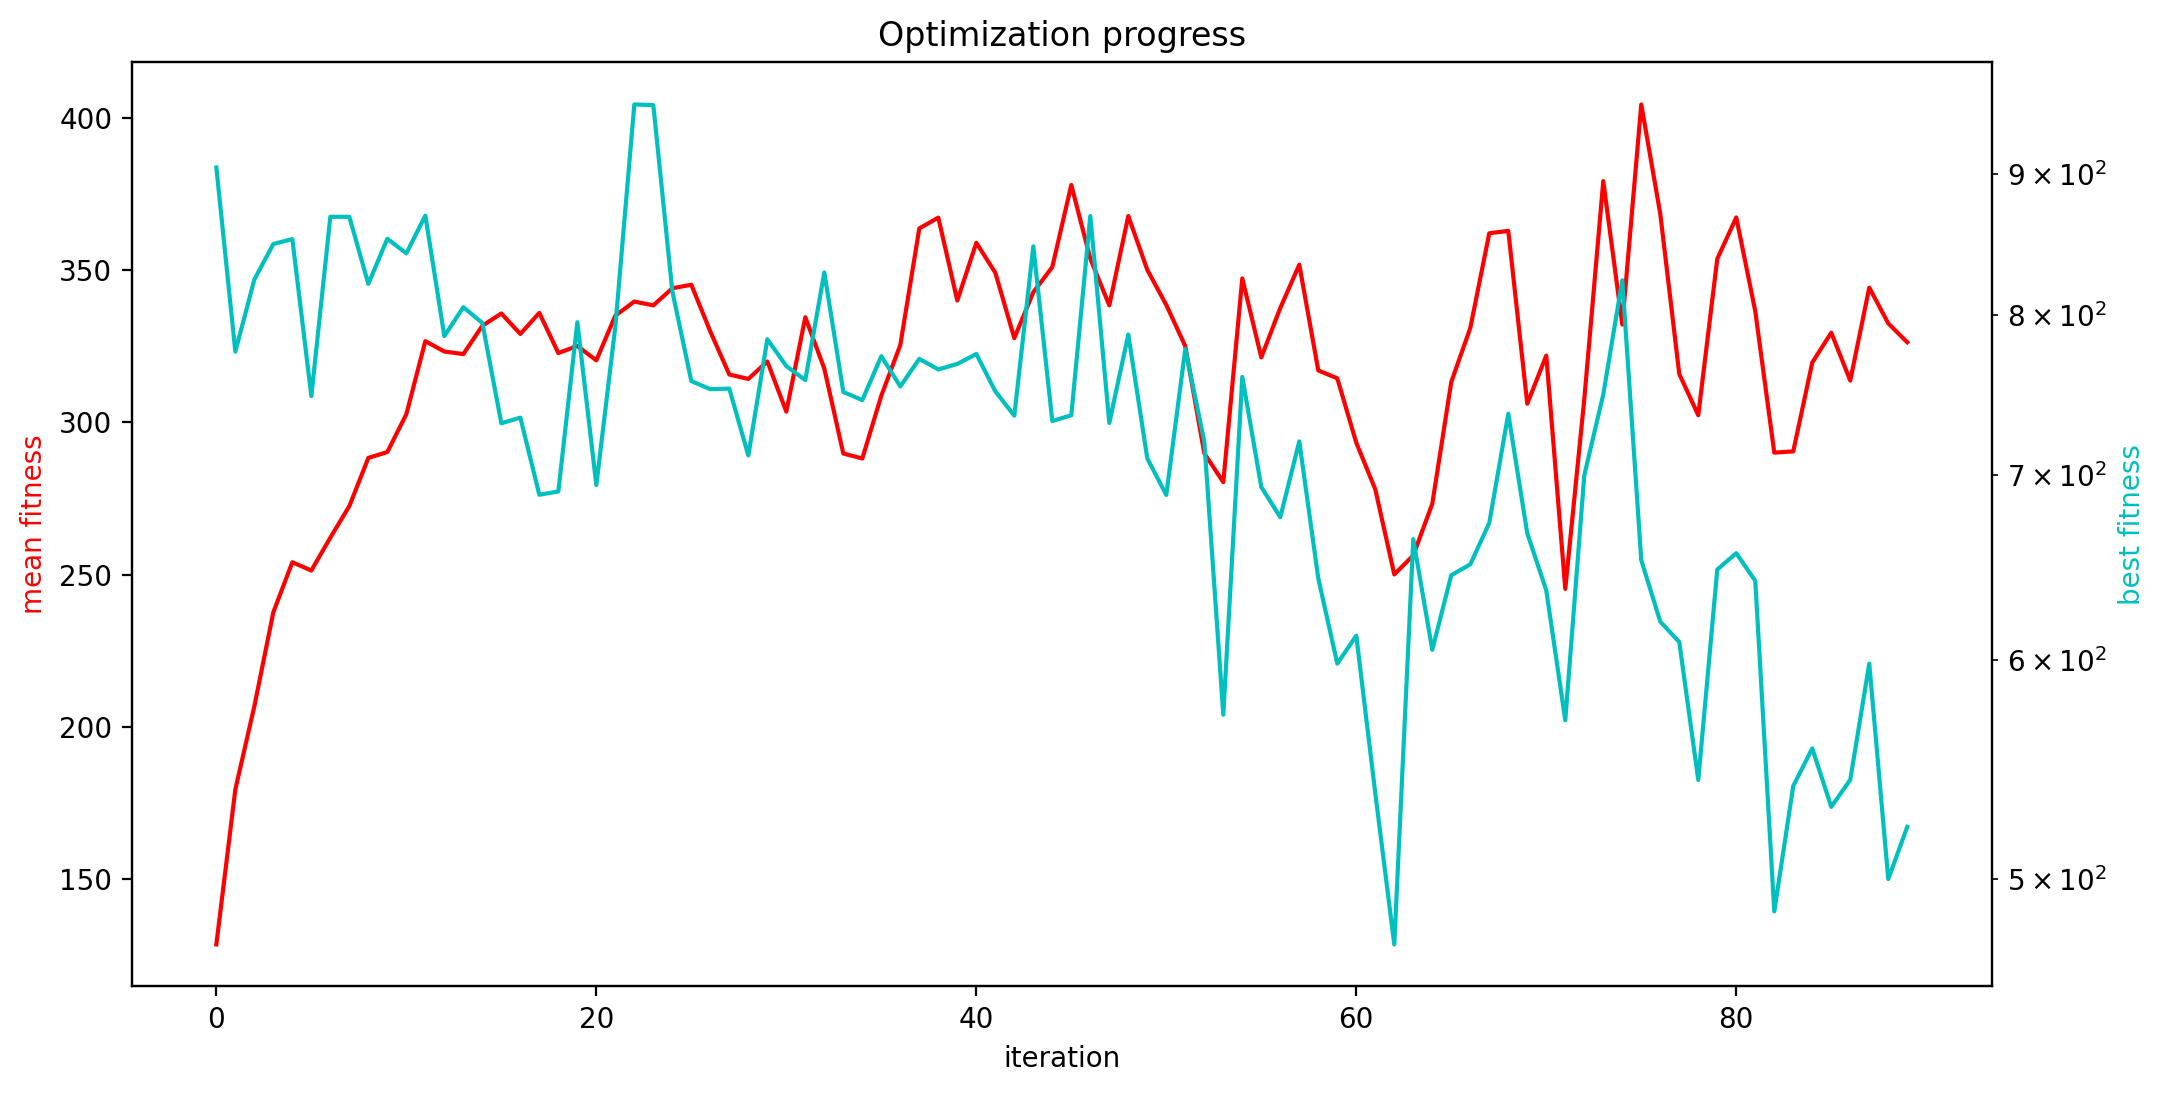 Optimization progress
400
350
300
250
200
150
mean fitness
9 × 10²
8 × 10²
7 × 10²
6 × 10²
5 × 10²
best fitness
0 20 40 60 80
iteration